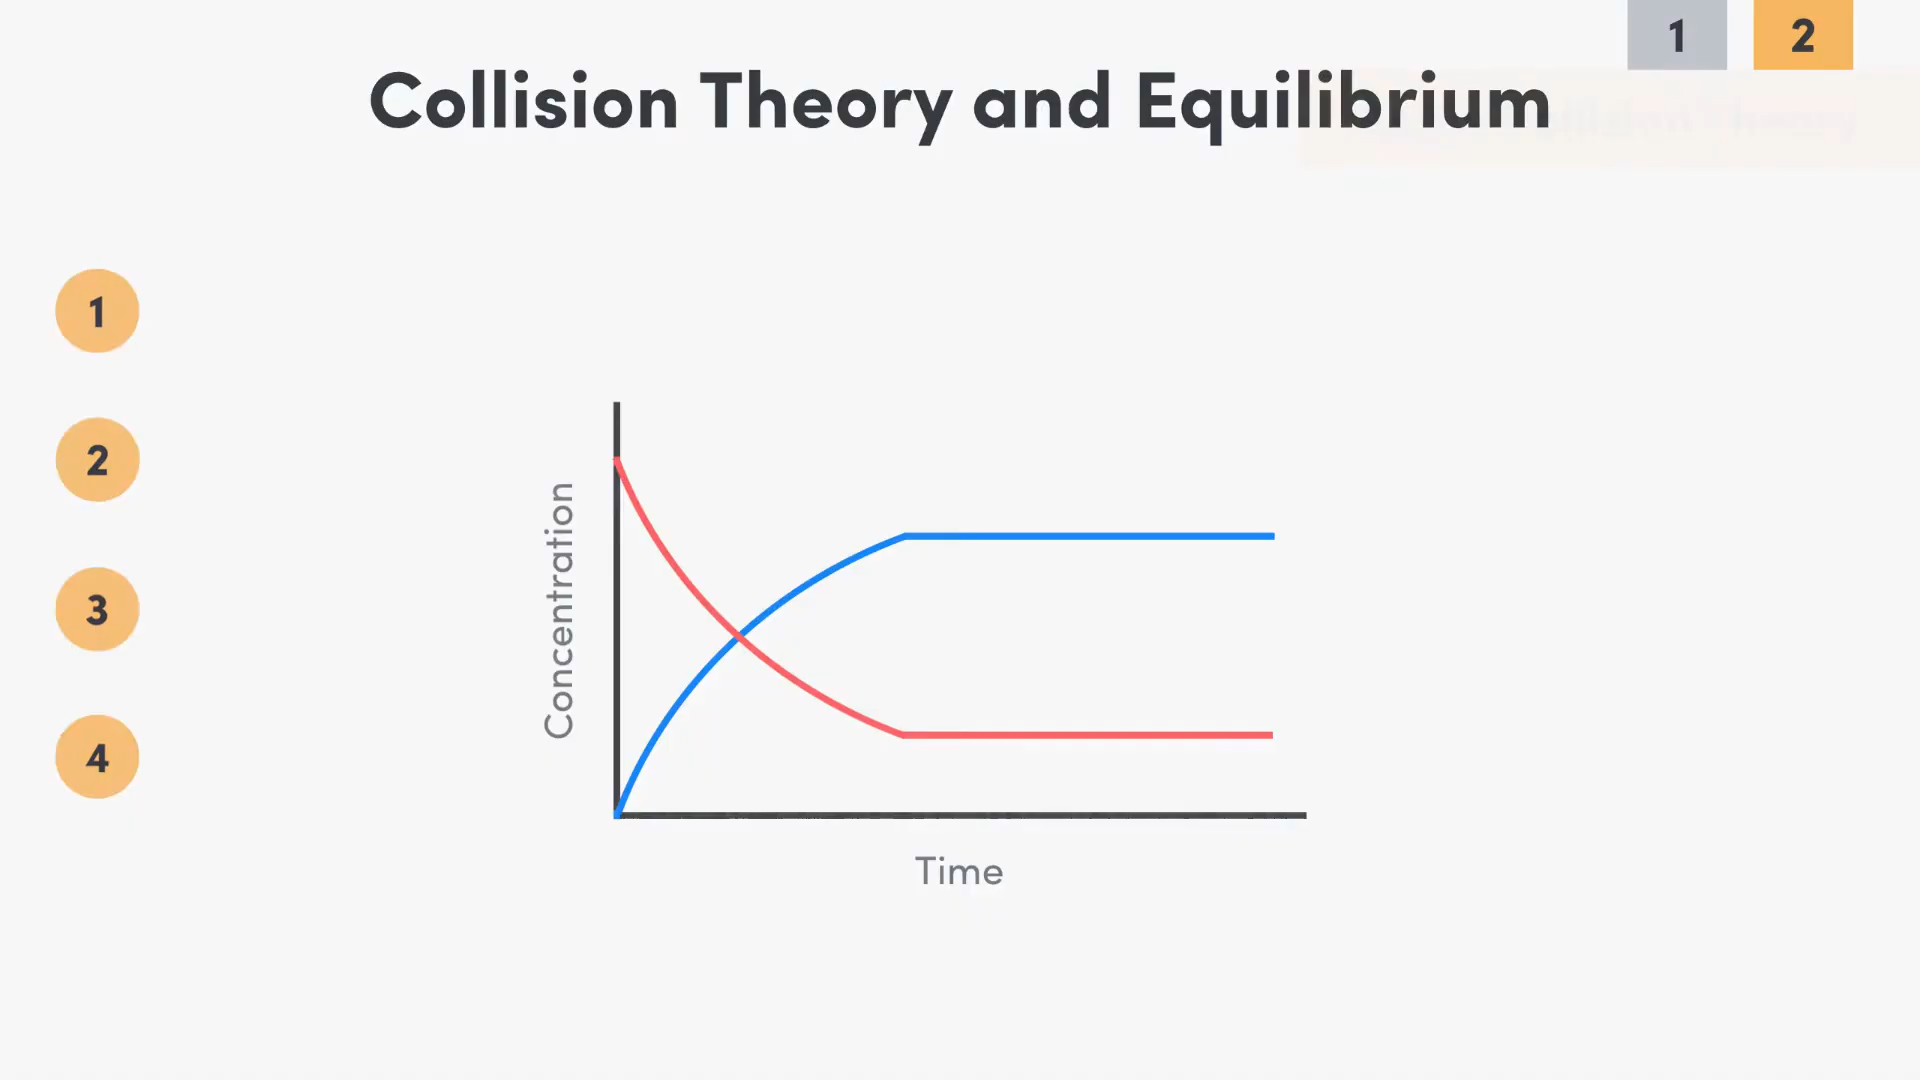 1 2
Collision Theory and Equilibrium
1
2
3
4
Concentration
Time